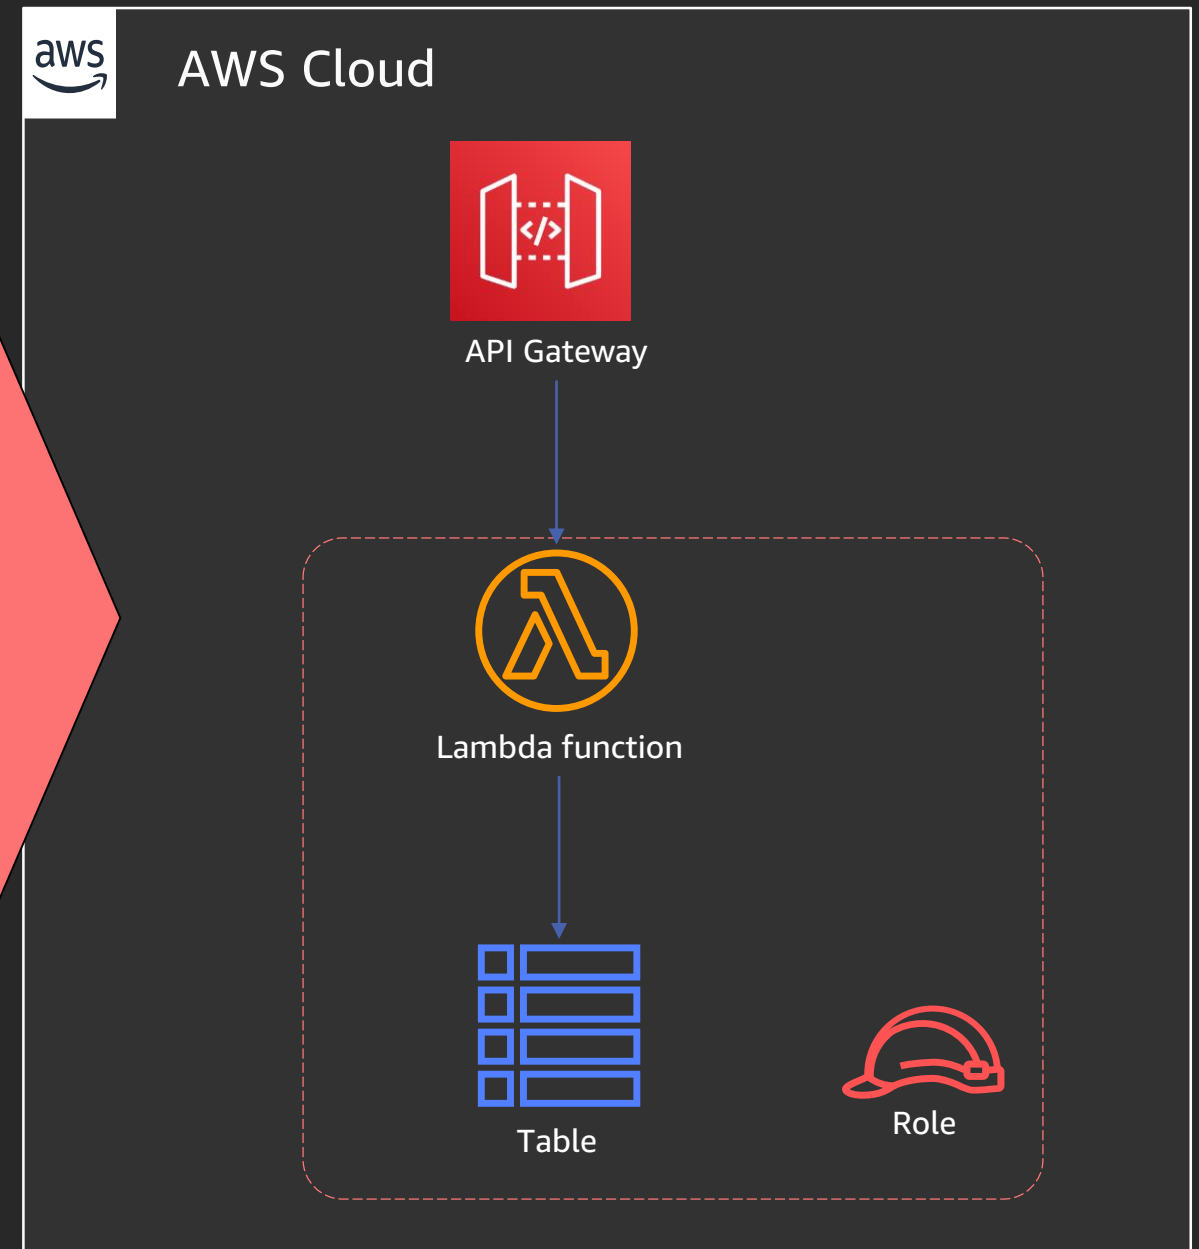 aws
AWS Cloud
</>
API Gateway
Lambda function
Table
Role